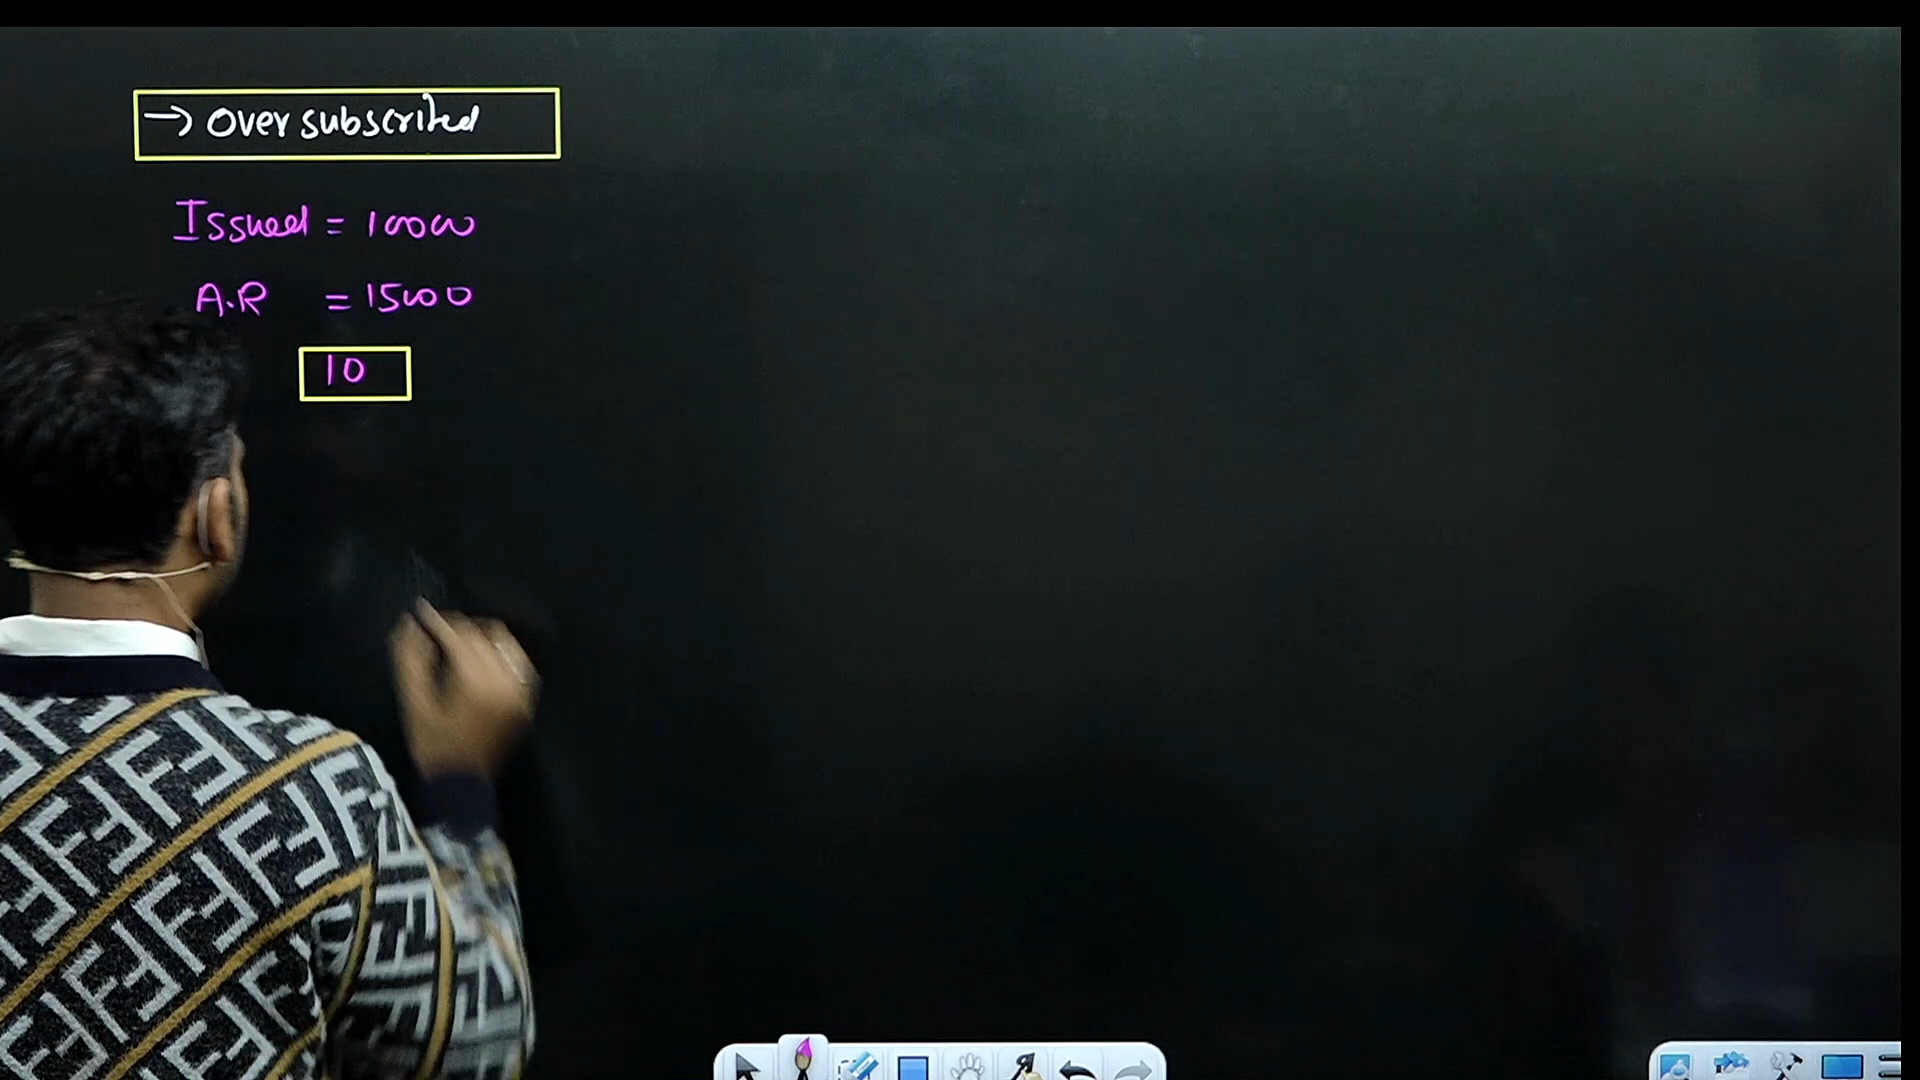 → Over subscribed
Issued = 10000
A.R = 15000
10